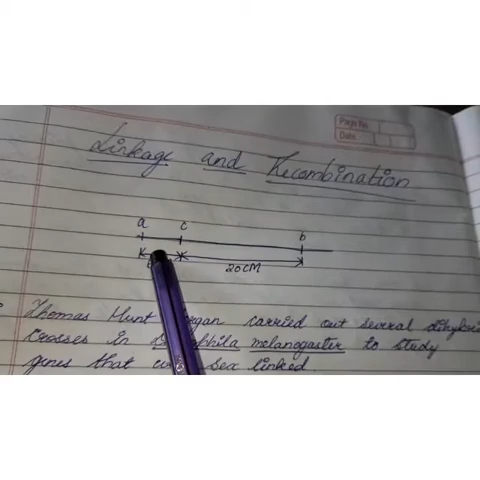 Page No.
Date
Linkage and Recombination
a c b
20CM
Thomas Hunt carried out several
crosses in melanogaster to study
genes that sex linked.